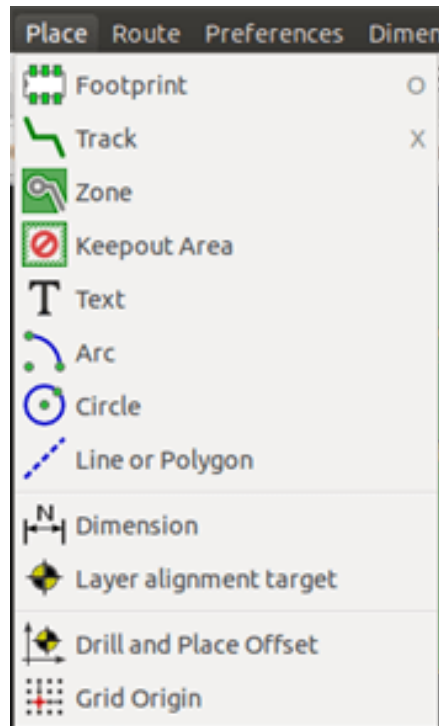 Place Route Preferences Dimen
Footprint O
Track X
Zone
Keepout Area
T Text
Arc
Circle
Line or Polygon
N Dimension
Layer alignment target
Drill and Place Offset
Grid Origin